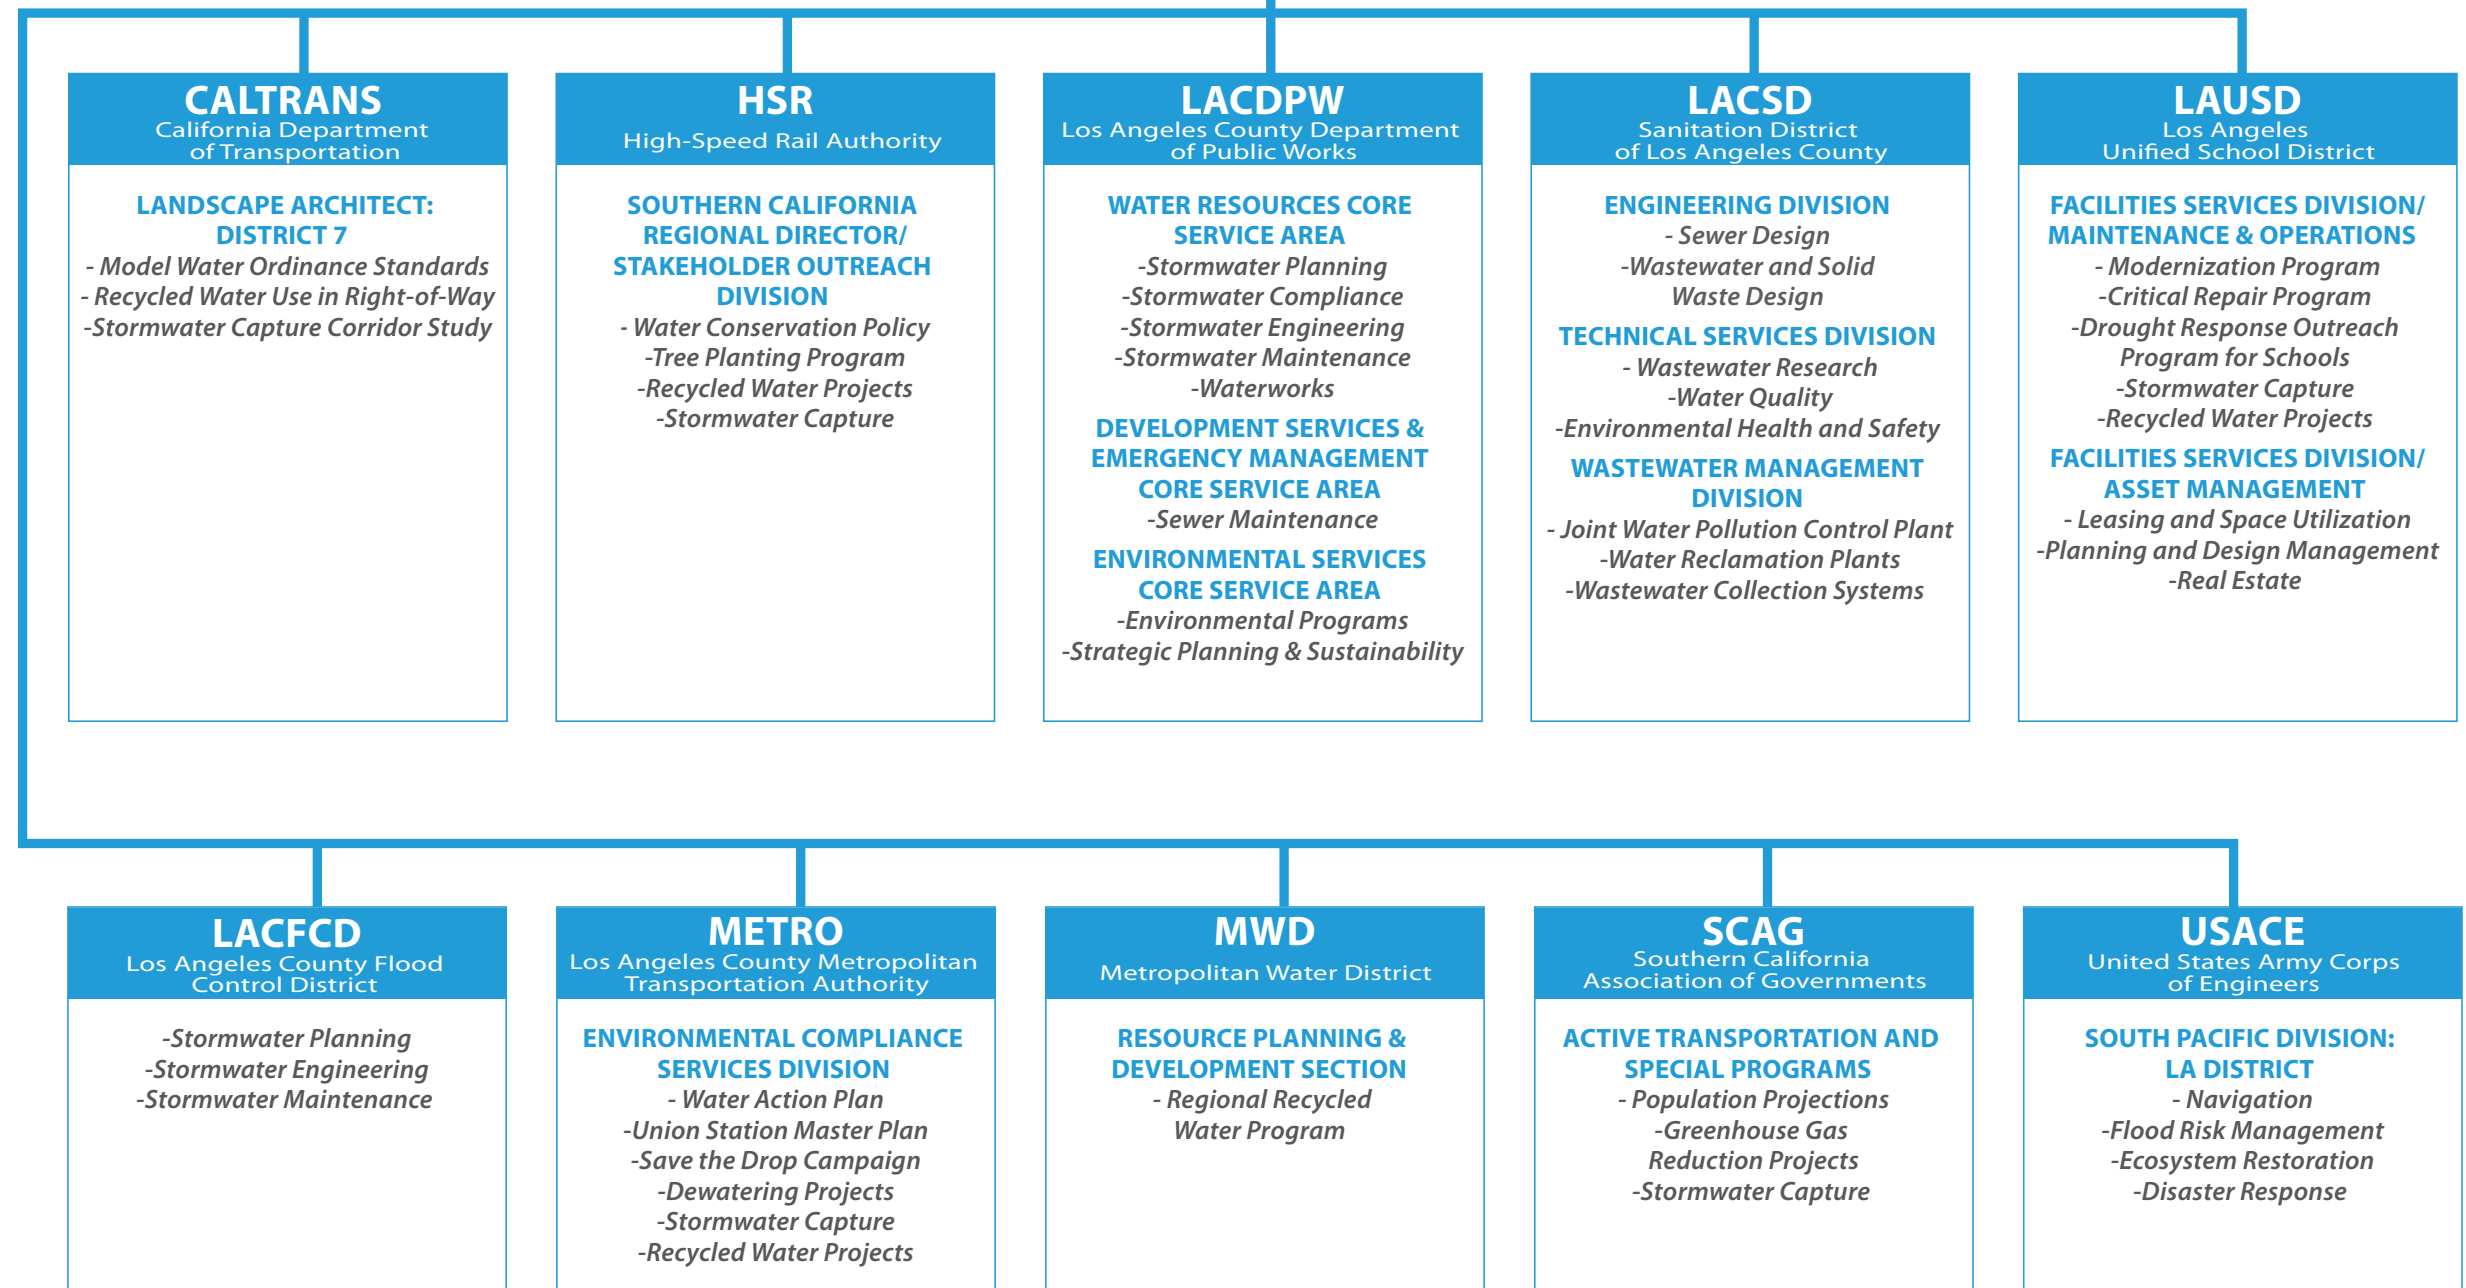 CALTRANS
California Department
of Transportation
LANDSCAPE ARCHITECT:
DISTRICT 7
- Model Water Ordinance Standards
- Recycled Water Use in Right-of-Way
-Stormwater Capture Corridor Study
HSR
High-Speed Rail Authority
SOUTHERN CALIFORNIA
REGIONAL DIRECTOR/
STAKEHOLDER OUTREACH
DIVISION
- Water Conservation Policy
-Tree Planting Program
-Recycled Water Projects
-Stormwater Capture
LACDPW
Los Angeles County Department
of Public Works
WATER RESOURCES CORE
SERVICE AREA
-Stormwater Planning
-Stormwater Compliance
-Stormwater Engineering
-Stormwater Maintenance
-Waterworks
DEVELOPMENT SERVICES &
EMERGENCY MANAGEMENT
CORE SERVICE AREA
-Sewer Maintenance
ENVIRONMENTAL SERVICES
CORE SERVICE AREA
-Environmental Programs
-Strategic Planning & Sustainability
LACSD
Sanitation District
of Los Angeles County
ENGINEERING DIVISION
- Sewer Design
-Wastewater and Solid
Waste Design
TECHNICAL SERVICES DIVISION
- Wastewater Research
-Water Quality
-Environmental Health and Safety
WASTEWATER MANAGEMENT
DIVISION
- Joint Water Pollution Control Plant
-Water Reclamation Plants
-Wastewater Collection Systems
LAUSD
Los Angeles
Unified School District
FACILITIES SERVICES DIVISION/
MAINTENANCE & OPERATIONS
- Modernization Program
-Critical Repair Program
-Drought Response Outreach
Program for Schools
-Stormwater Capture
-Recycled Water Projects
FACILITIES SERVICES DIVISION/
ASSET MANAGEMENT
- Leasing and Space Utilization
-Planning and Design Management
-Real Estate
LACFCD
Los Angeles County Flood
Control District
-Stormwater Planning
-Stormwater Engineering
-Stormwater Maintenance
METRO
Los Angeles County Metropolitan
Transportation Authority
ENVIRONMENTAL COMPLIANCE
SERVICES DIVISION
- Water Action Plan
-Union Station Master Plan
-Save the Drop Campaign
-Dewatering Projects
-Stormwater Capture
-Recycled Water Projects
MWD
Metropolitan Water District
RESOURCE PLANNING &
DEVELOPMENT SECTION
- Regional Recycled
Water Program
SCAG
Southern California
Association of Governments
ACTIVE TRANSPORTATION AND
SPECIAL PROGRAMS
- Population Projections
-Greenhouse Gas
Reduction Projects
-Stormwater Capture
USACE
United States Army Corps
of Engineers
SOUTH PACIFIC DIVISION:
LA DISTRICT
- Navigation
-Flood Risk Management
-Ecosystem Restoration
-Disaster Response